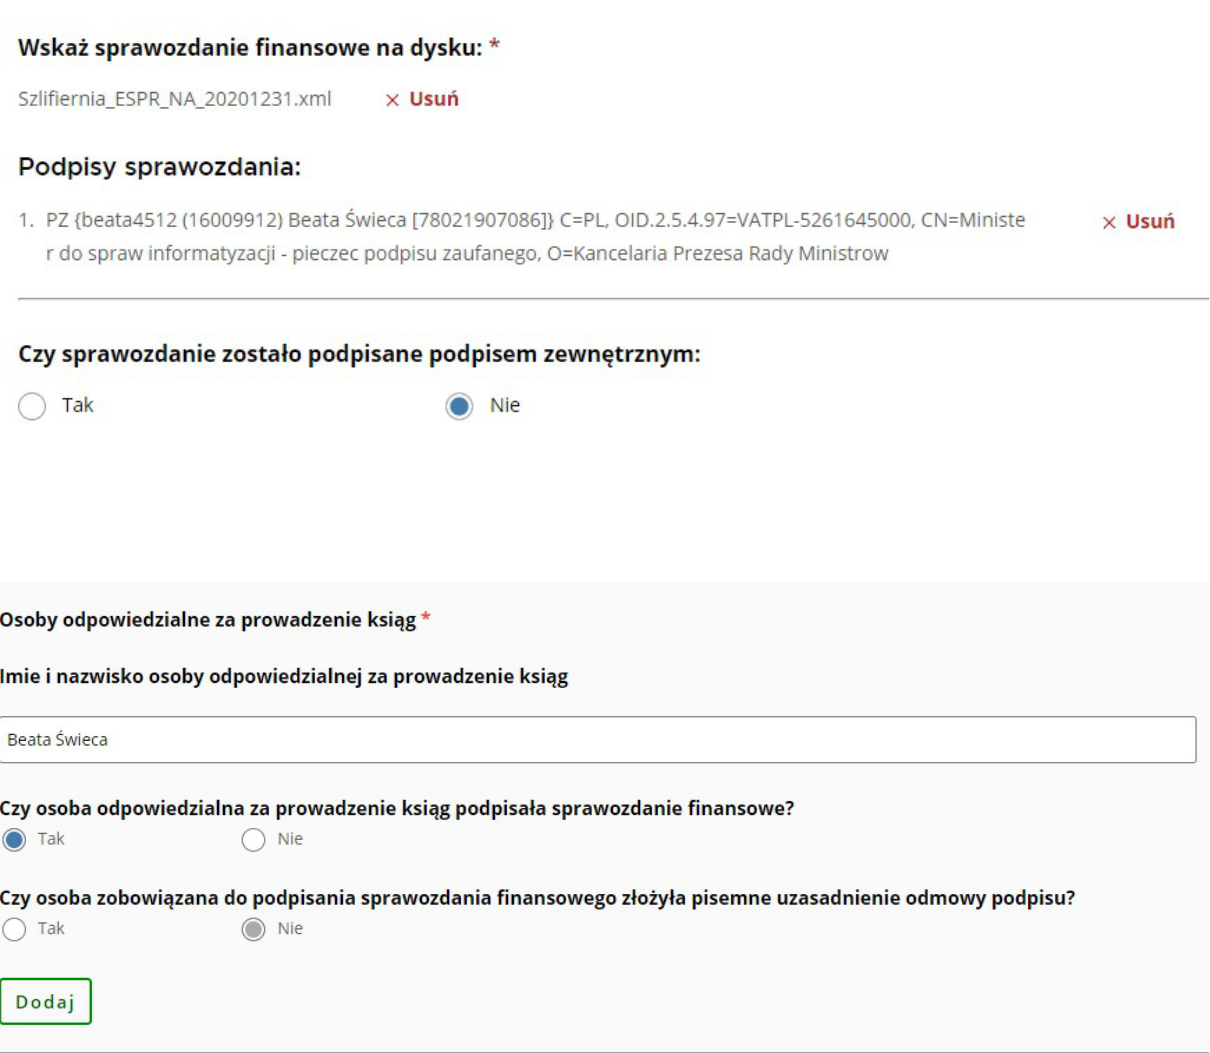 Wskaż sprawozdanie finansowe na dysku: *
Szlifiernia_ESPR_NA_20201231.xml × Usuń
Podpisy sprawozdania:
1. PZ {beata4512 (16009912) Beata Świeca [78021907086]} C=PL, OID.2.5.4.97=VATPL-5261645000, CN=Ministe × Usuń
r do spraw informatyzacji - pieczec podpisu zaufanego, O=Kancelaria Prezesa Rady Ministrow
Czy sprawozdanie zostało podpisane podpisem zewnętrznym:
Tak Nie
Osoby odpowiedzialne za prowadzenie ksiąg *
Imie i nazwisko osoby odpowiedzialnej za prowadzenie ksiąg
Beata Świeca
Czy osoba odpowiedzialna za prowadzenie ksiąg podpisała sprawozdanie finansowe?
Tak Nie
Czy osoba zobowiązana do podpisania sprawozdania finansowego złożyła pisemne uzasadnienie odmowy podpisu?
Tak Nie
Dodaj